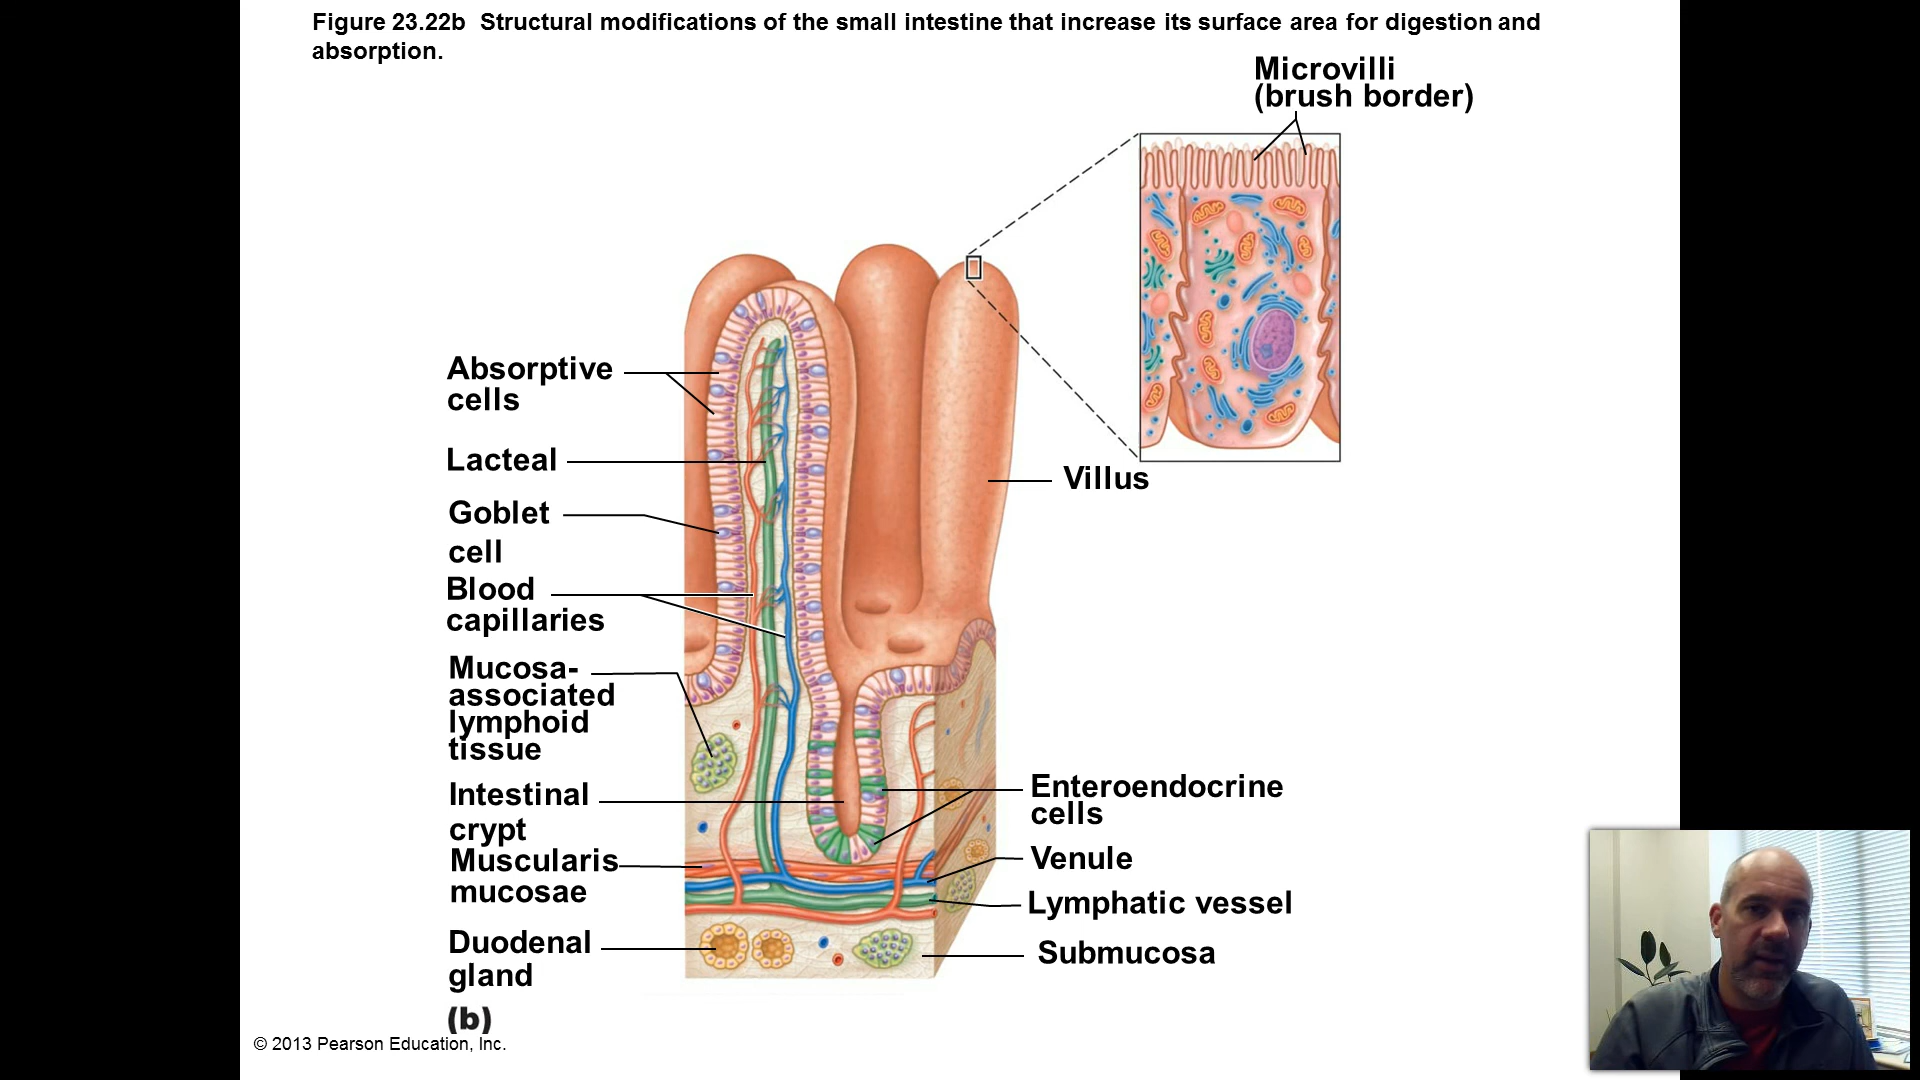 Figure 23.22b  Structural modifications of the small intestine that increase its surface area for digestion and
absorption.
Microvilli
(brush border)
Absorptive
cells
Lacteal
Goblet
cell
Blood
capillaries
Mucosa-
associated
lymphoid
tissue
Intestinal
crypt
Muscularis
mucosae
Duodenal
gland
Villus
Enteroendocrine
cells
Venule
Lymphatic vessel
Submucosa
(b)
© 2013 Pearson Education, Inc.